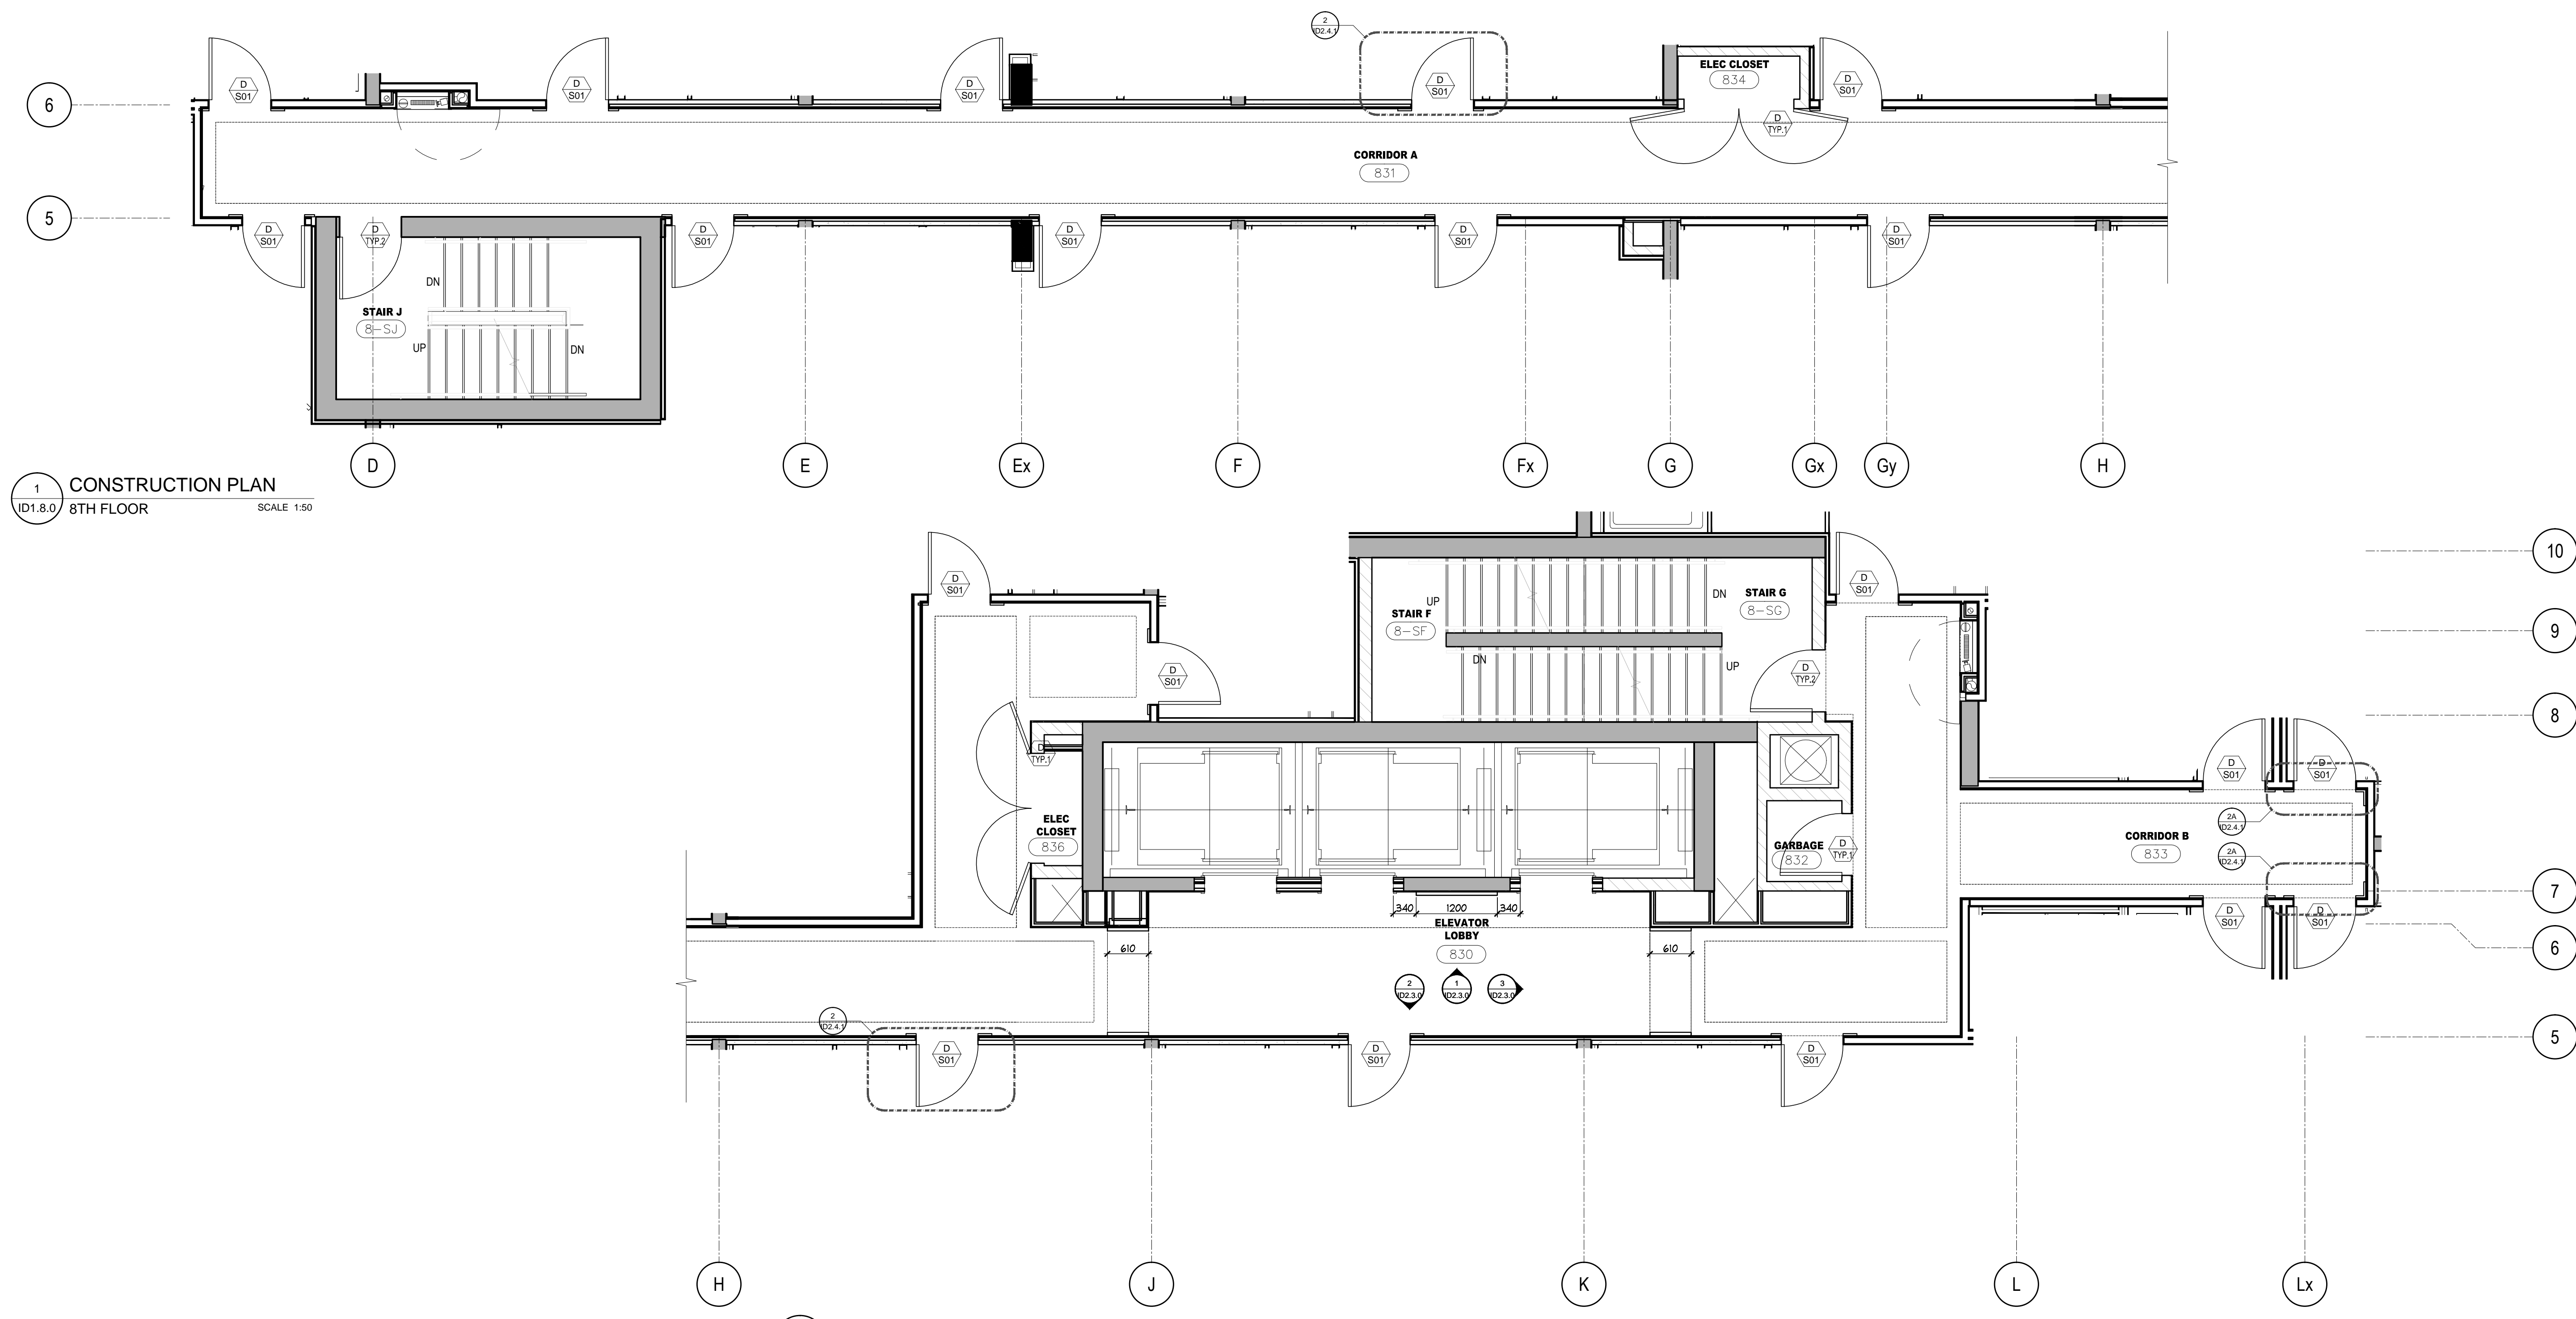 2
ID2.4.1
D
S01
D
S01
D
S01
D
S01
ELEC CLOSET
834
D
S01
6
D
TYP.1
CORRIDOR A
831
5
D
S01
D
TYP.2
D
S01
D
S01
D
S01
D
S01
DN
STAIR J
8-SJ
UP
DN
D
E
Ex
F
Fx
G
Gx
Gy
H
1
ID1.8.0
CONSTRUCTION PLAN
8TH FLOOR
SCALE 1:50
10
D
S01
D
S01
UP
DN
STAIR G
8-SG
STAIR F
8-SF
9
DN
UP
D
S01
D
TYP.2
8
D
TYP.1
D
S01
D
S01
ELEC
CLOSET
836
GARBAGE
832
D
TYP.1
2A
ID2.4.1
CORRIDOR B
833
2A
ID2.4.1
7
340
1200
340
D
S01
D
S01
ELEVATOR
LOBBY
830
610
610
6
2
ID2.3.0
1
ID2.3.0
3
ID2.3.0
2
ID2.4.1
5
D
S01
D
S01
D
S01
H
J
K
L
Lx